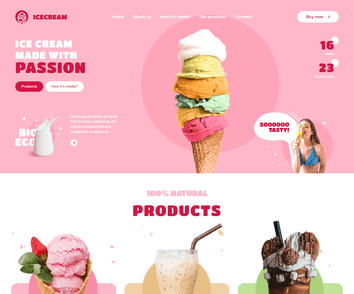 ICECREAM
Home About us How it's made? Our products Contact
Buy now
ICE CREAM
MADE WITH
PASSION
Products How it's made?
16
23
BIO
ECO
SOOOOOO
TASTY!
100% NATURAL
PRODUCTS